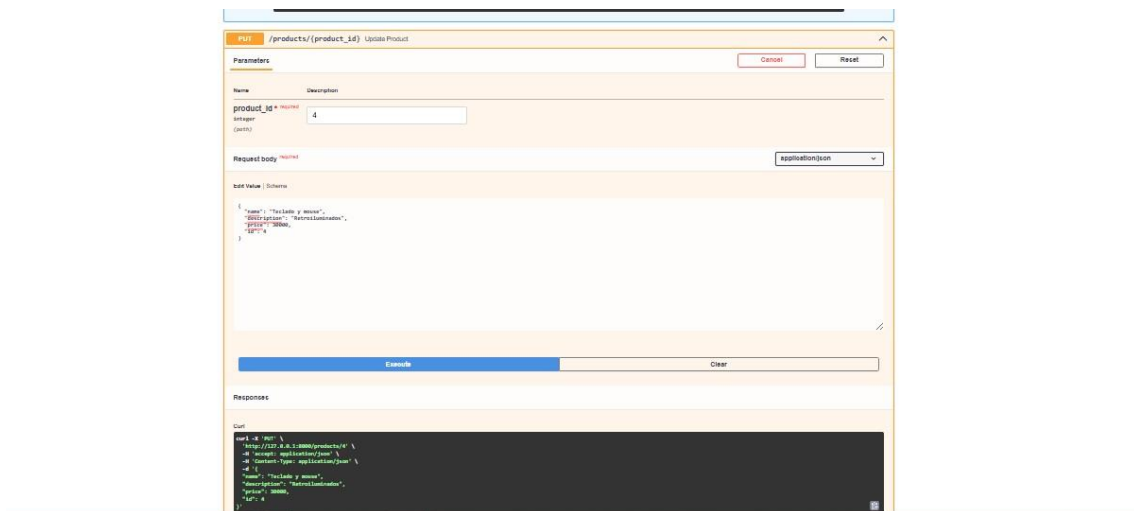 PUT /products/{product_id} Update Product
Parameters
Cancel
Reset
Name Description
product_id * required
integer
(path)
4
Request body required
application/json
Edit Value | Schema
{
"name": "Teclado y mouse",
"description": "Retroiluminados",
"price": 30000,
"id": 4
}
Execute
Clear
Responses
Curl
curl -X 'PUT' \
'http://127.0.0.1:8000/products/4' \
-H 'accept: application/json' \
-H 'Content-Type: application/json' \
-d '{
"name": "Teclado y mouse",
"description": "Retroiluminados",
"price": 30000,
"id": 4
}'